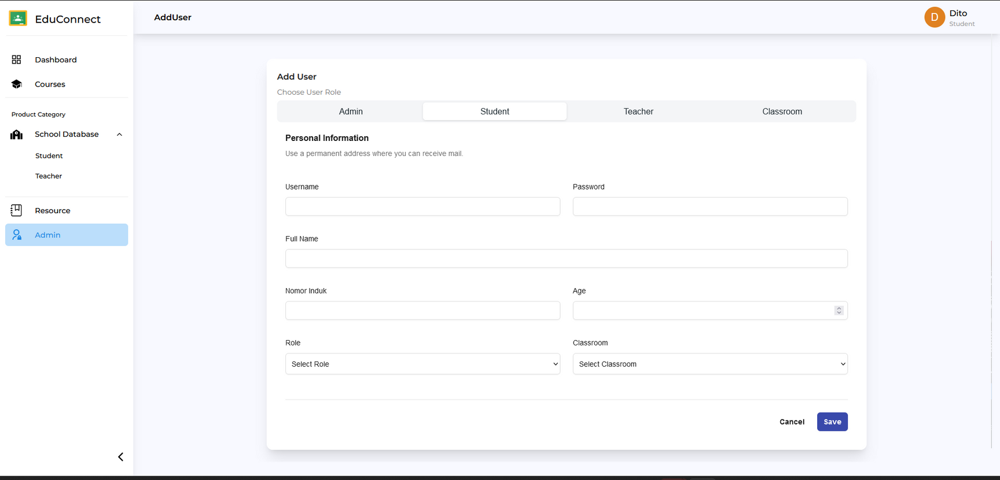 EduConnect
AddUser
D
Dito
Student
Dashboard
Courses
Product Category
School Database
Student
Teacher
Resource
Admin
Add User
Choose User Role
Admin Student Teacher Classroom
Personal Information
Use a permanent address where you can receive mail.
Username Password
Full Name
Nomor Induk Age
Role Classroom
Select Role Select Classroom
Cancel Save